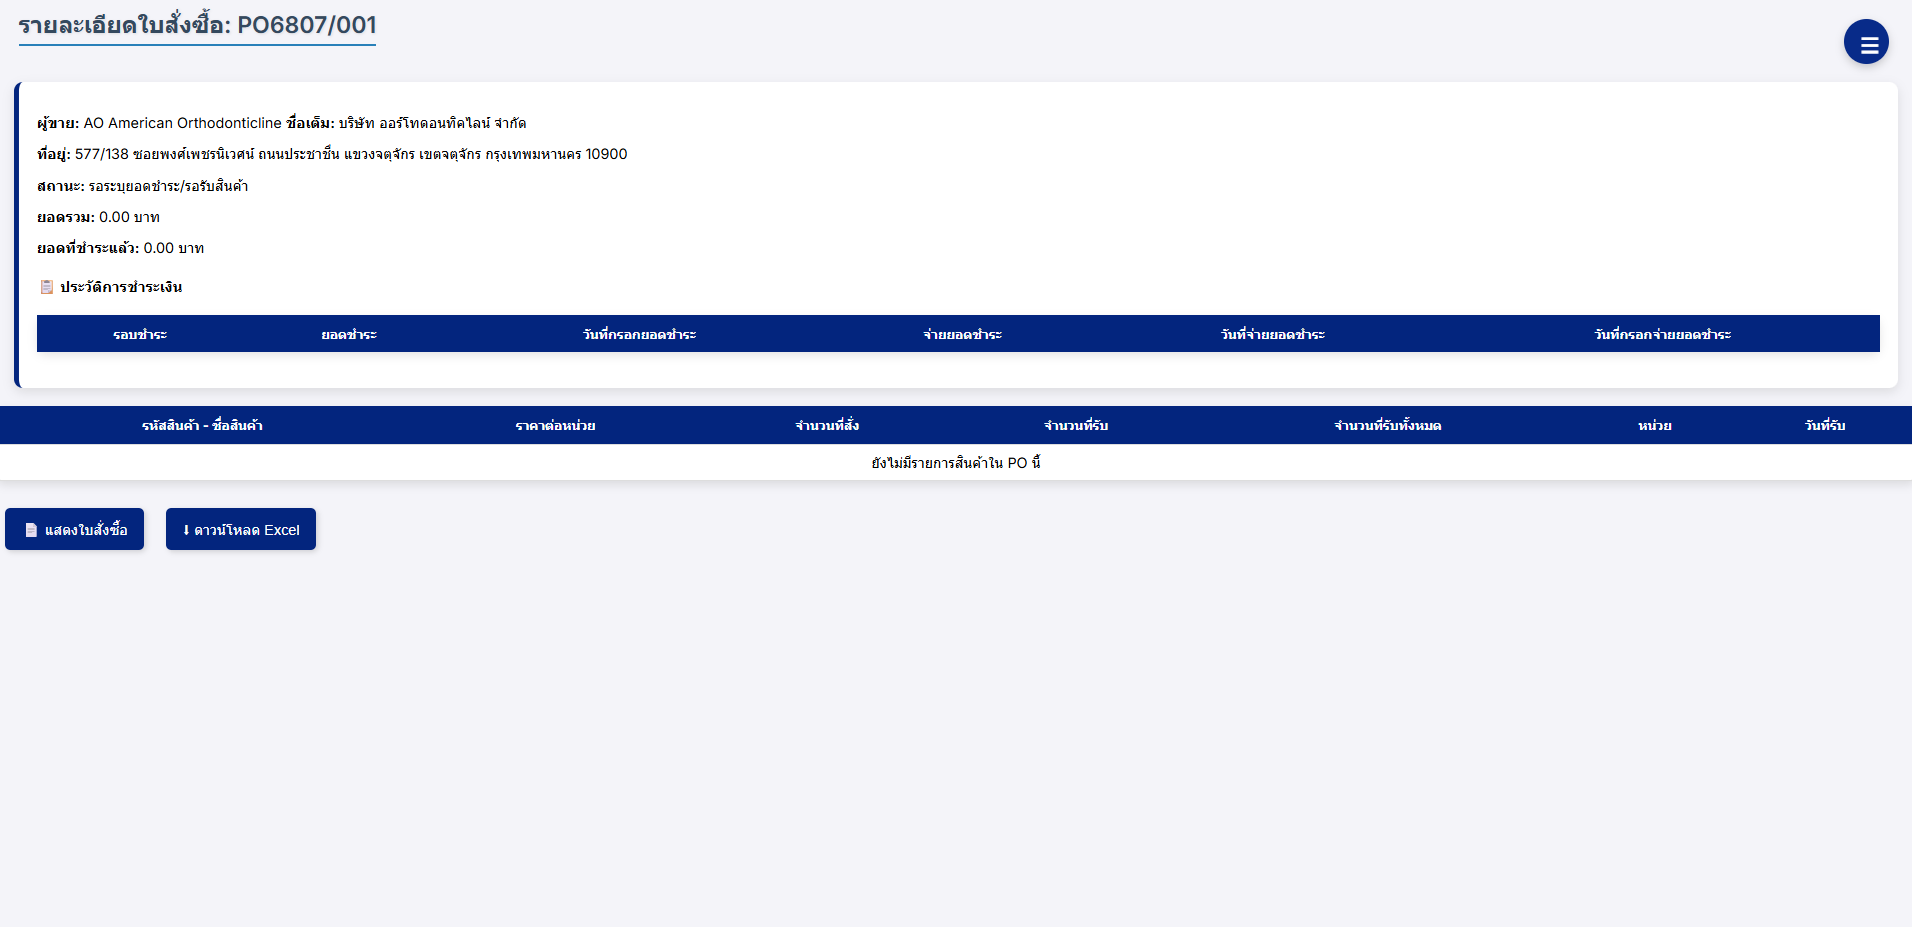 รายละเอียดใบสั่งซื้อ: PO6807/001
ผู้ขาย: AO American Orthodonticline ชื่อเต็ม: บริษัท ออร์โทดอนทิคไลน์ จำกัด
ที่อยู่: 577/138 ซอยพงศ์เพชรนิเวศน์ ถนนประชาชื่น แขวงจตุจักร เขตจตุจักร กรุงเทพมหานคร 10900
สถานะ: รอระบุยอดชำระ/รอรับสินค้า
ยอดรวม: 0.00 บาท
ยอดที่ชำระแล้ว: 0.00 บาท
📋 ประวัติการชำระเงิน
รอบชำระ ยอดชำระ วันที่กรอกยอดชำระ จ่ายยอดชำระ วันที่จ่ายยอดชำระ วันที่กรอกจ่ายยอดชำระ
รหัสสินค้า - ชื่อสินค้า ราคาต่อหน่วย จำนวนที่สั่ง จำนวนที่รับ จำนวนที่รับทั้งหมด หน่วย วันที่รับ
ยังไม่มีรายการสินค้าใน PO นี้
📄 แสดงใบสั่งซื้อ ⬇ ดาวน์โหลด Excel